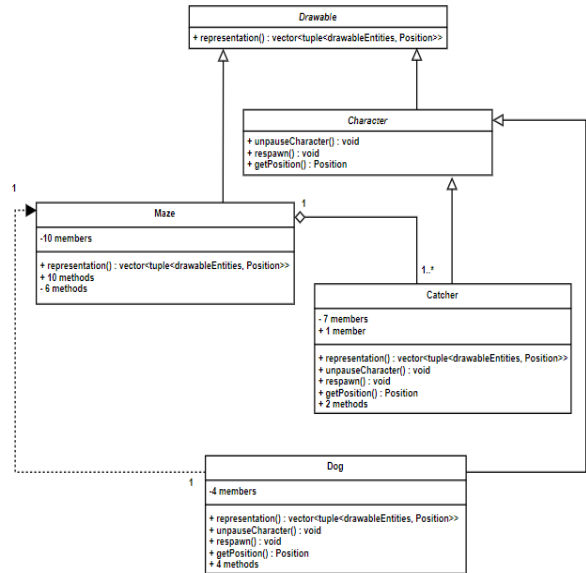 Drawable
+ representation() : vector<tuple<drawableEntities, Position>>
Character
+ unpauseCharacter() : void
+ respawn() : void
+ getPosition() : Position
1
Maze
-10 members
+ representation() : vector<tuple<drawableEntities, Position>>
+ 10 methods
- 6 methods
1
1..*
Catcher
- 7 members
+ 1 member
+ representation() : vector<tuple<drawableEntities, Position>>
+ unpauseCharacter() : void
+ respawn() : void
+ getPosition() : Position
+ 2 methods
1
Dog
-4 members
+ representation() : vector<tuple<drawableEntities, Position>>
+ unpauseCharacter() : void
+ respawn() : void
+ getPosition() : Position
+ 4 methods